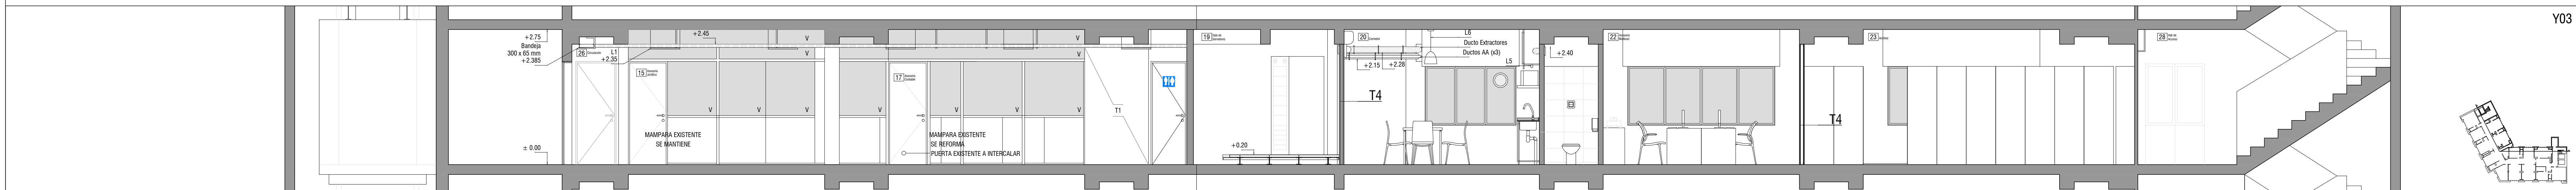 Y03
+2.75
Bandeja
300 x 65 mm
+2.385
26 Circulación
L1
+2.35
+2.45
V
V
V
V
V
15
17
19
20
L6
Ducto Extractores
Ductos AA (x3)
+2.15
+2.28
L5
+2.40
22
23
28
V
V
V
V
V
V
T1
T4
T4
± 0.00
MAMPARA EXISTENTE
SE MANTIENE
MAMPARA EXISTENTE
SE REFORMA
PUERTA EXISTENTE A INTERCALAR
+0.20